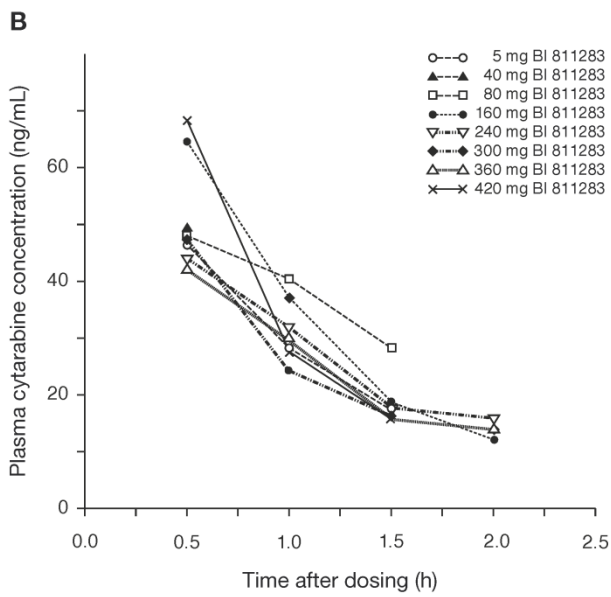 B
5 mg BI 811283
40 mg BI 811283
80 mg BI 811283
160 mg BI 811283
240 mg BI 811283
300 mg BI 811283
360 mg BI 811283
420 mg BI 811283
Plasma cytarabine concentration (ng/mL)
60
40
20
0
0.0 0.5 1.0 1.5 2.0 2.5
Time after dosing (h)